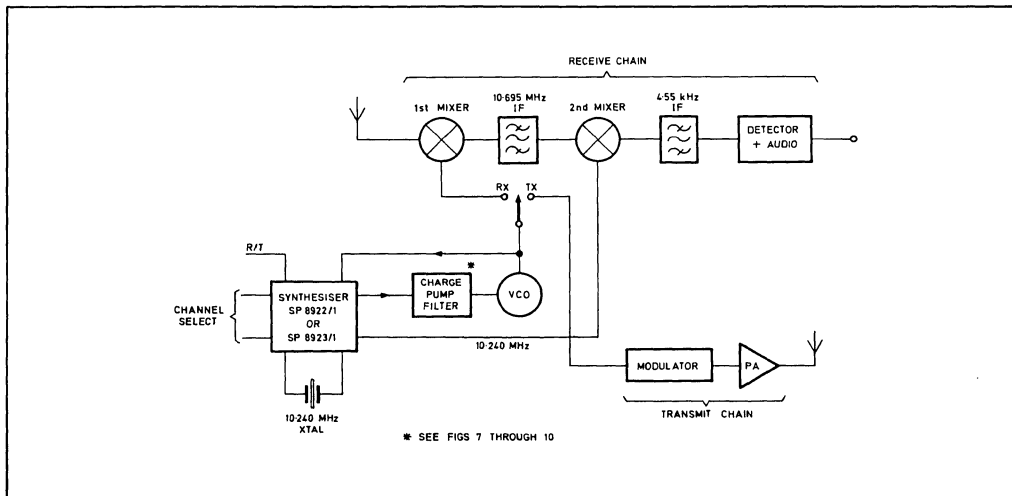 RECEIVE CHAIN
1st MIXER
10·695 MHz
IF
2nd MIXER
4·55 kHz
IF
DETECTOR
+ AUDIO
RX
TX
R/T
CHANNEL
SELECT
SYNTHESISER
SP 8922/1
OR
SP 8923/1
CHARGE
PUMP
FILTER
*
VCO
10·240 MHz
10·240 MHz
XTAL
MODULATOR
PA
TRANSMIT CHAIN
* SEE FIGS 7 THROUGH 10